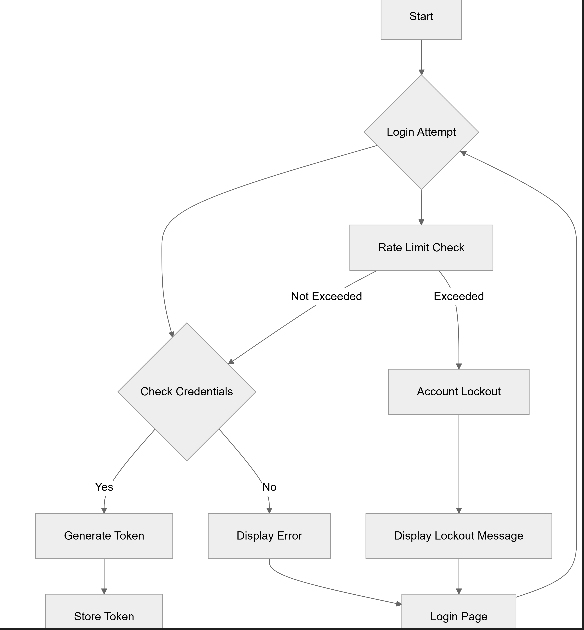 Start
Login Attempt
Rate Limit Check
Not Exceeded
Exceeded
Check Credentials
Account Lockout
Yes
No
Generate Token
Display Error
Display Lockout Message
Store Token
Login Page